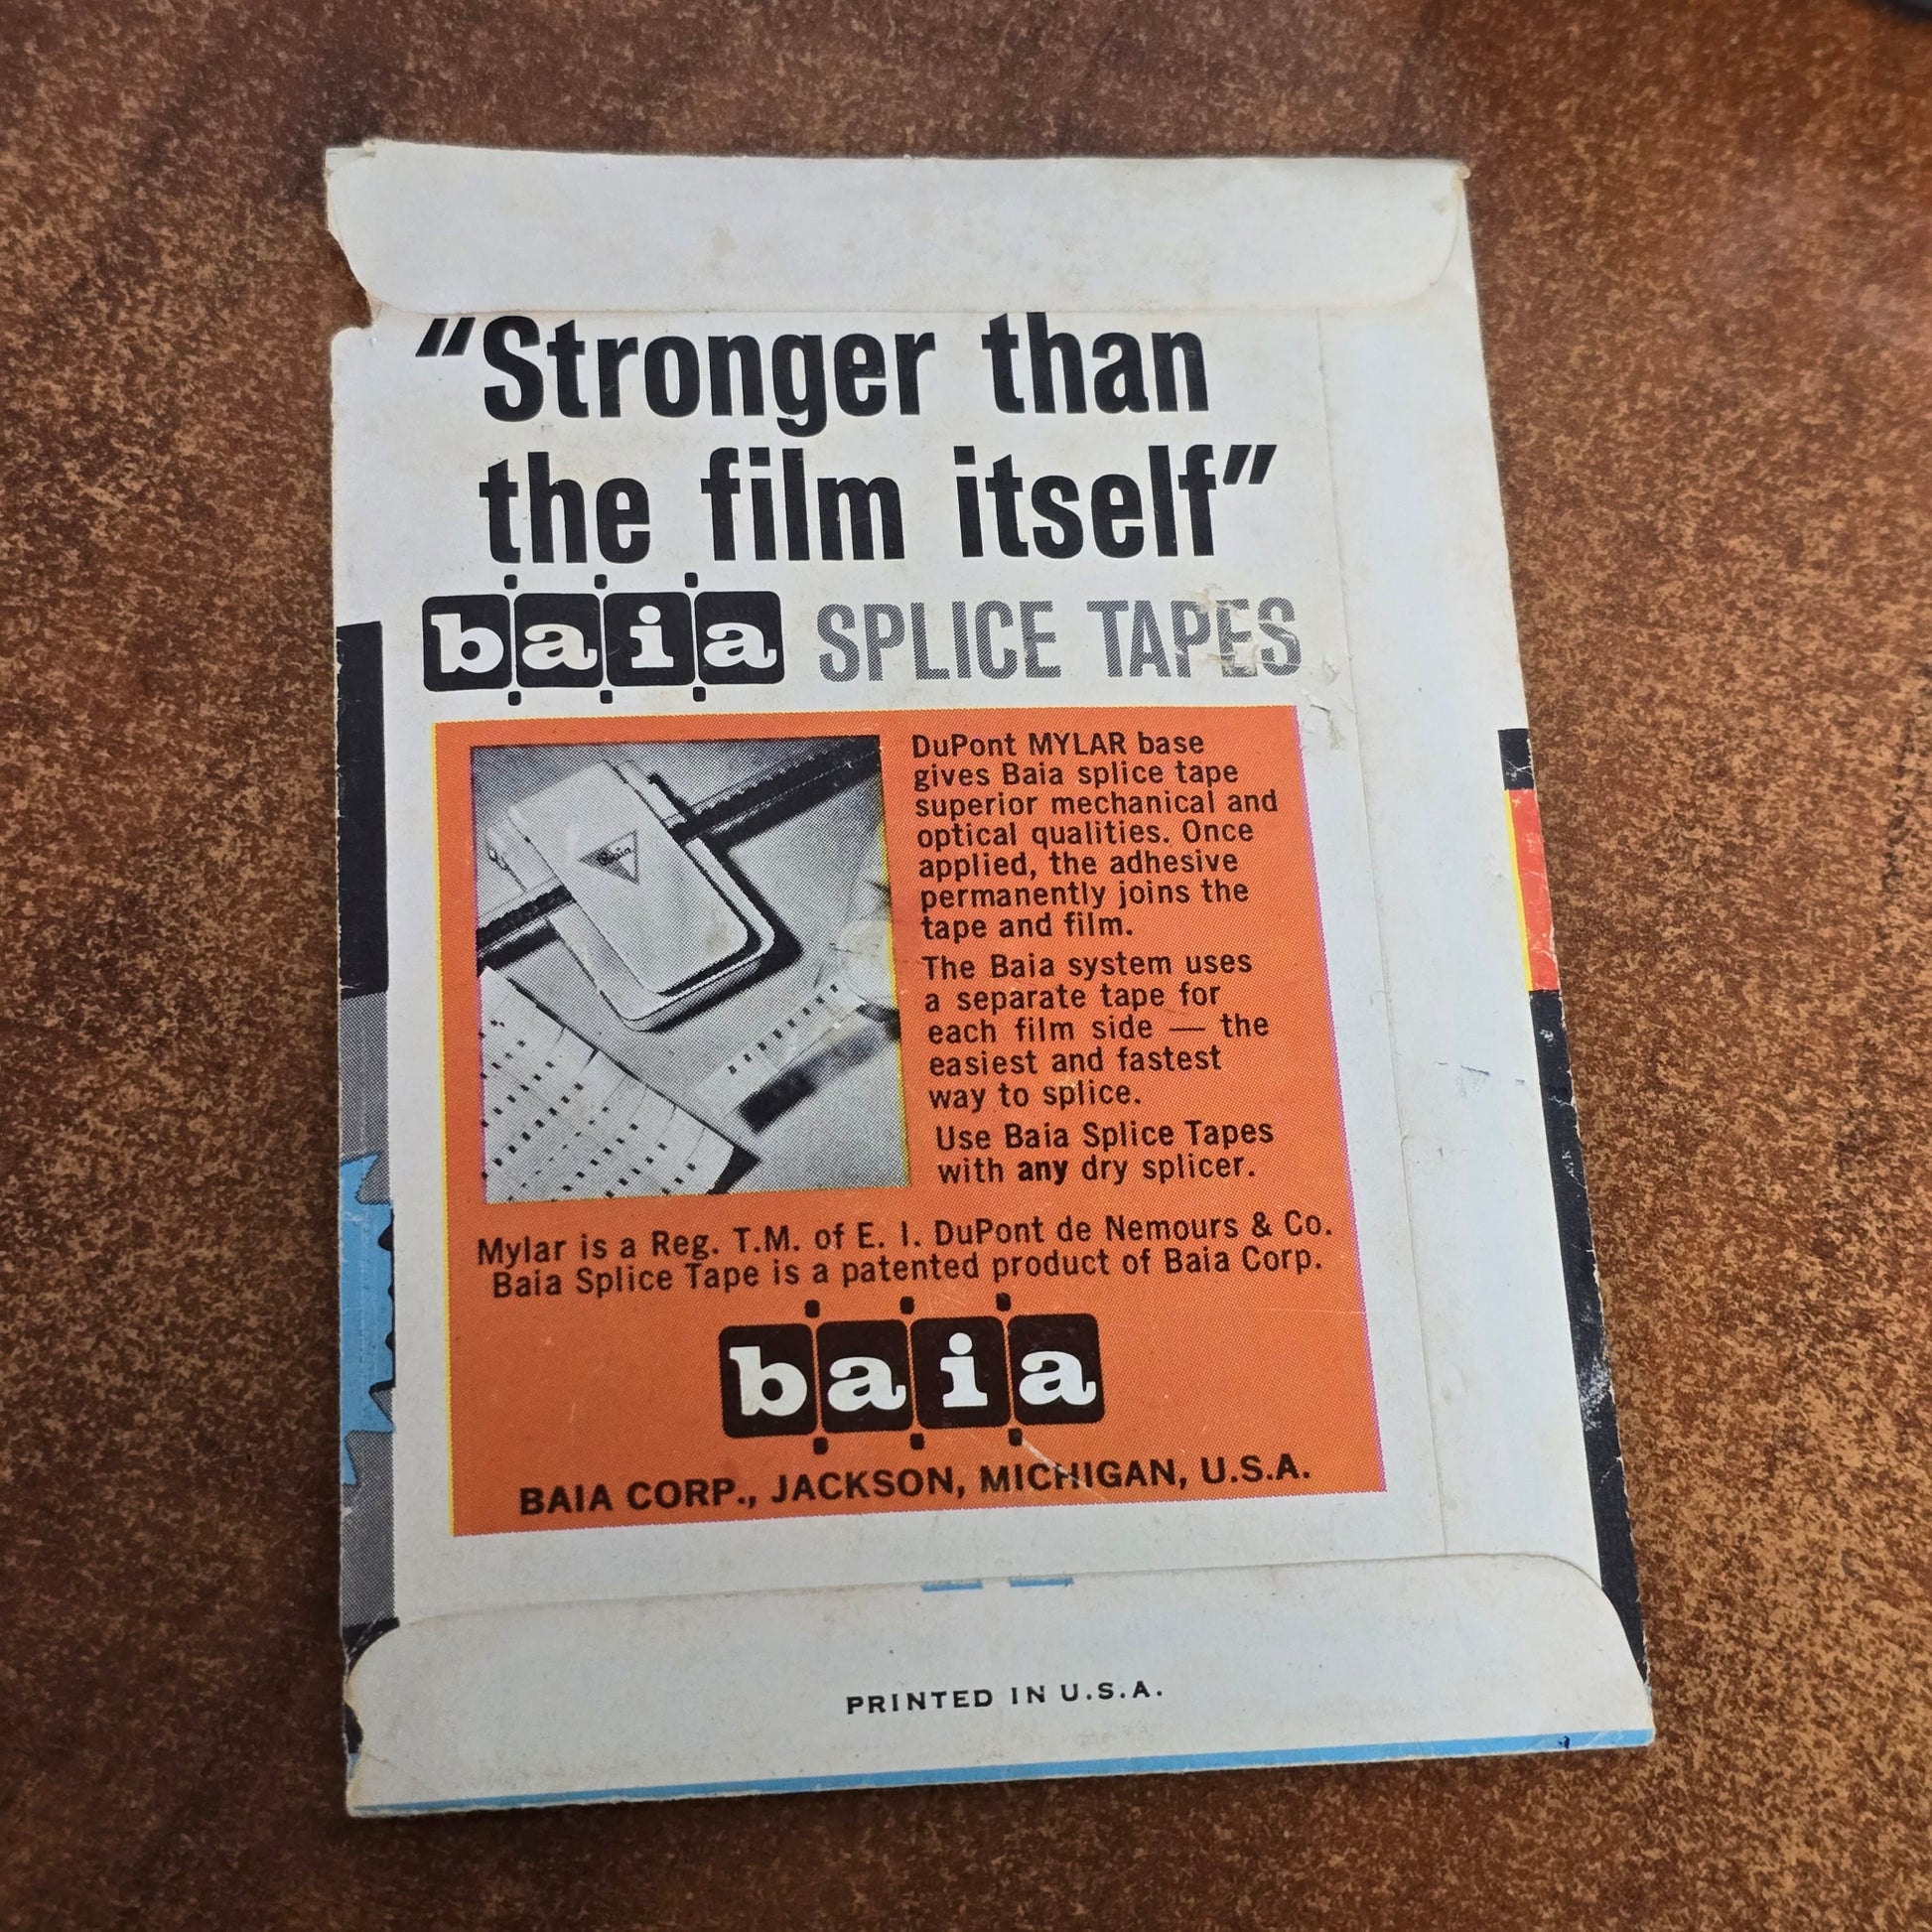 "Stronger than
the film itself"
baia SPLICE TAPES
Baia
DuPont MYLAR base
gives Baia splice tape
superior mechanical and
optical qualities. Once
applied, the adhesive
permanently joins the
tape and film.
The Baia system uses
a separate tape for
each film side — the
easiest and fastest
way to splice.
Use Baia Splice Tapes
with any dry splicer.
Mylar is a Reg. T.M. of E. I. DuPont de Nemours & Co.
Baia Splice Tape is a patented product of Baia Corp.
baia
BAIA CORP., JACKSON, MICHIGAN, U.S.A.
PRINTED IN U.S.A.